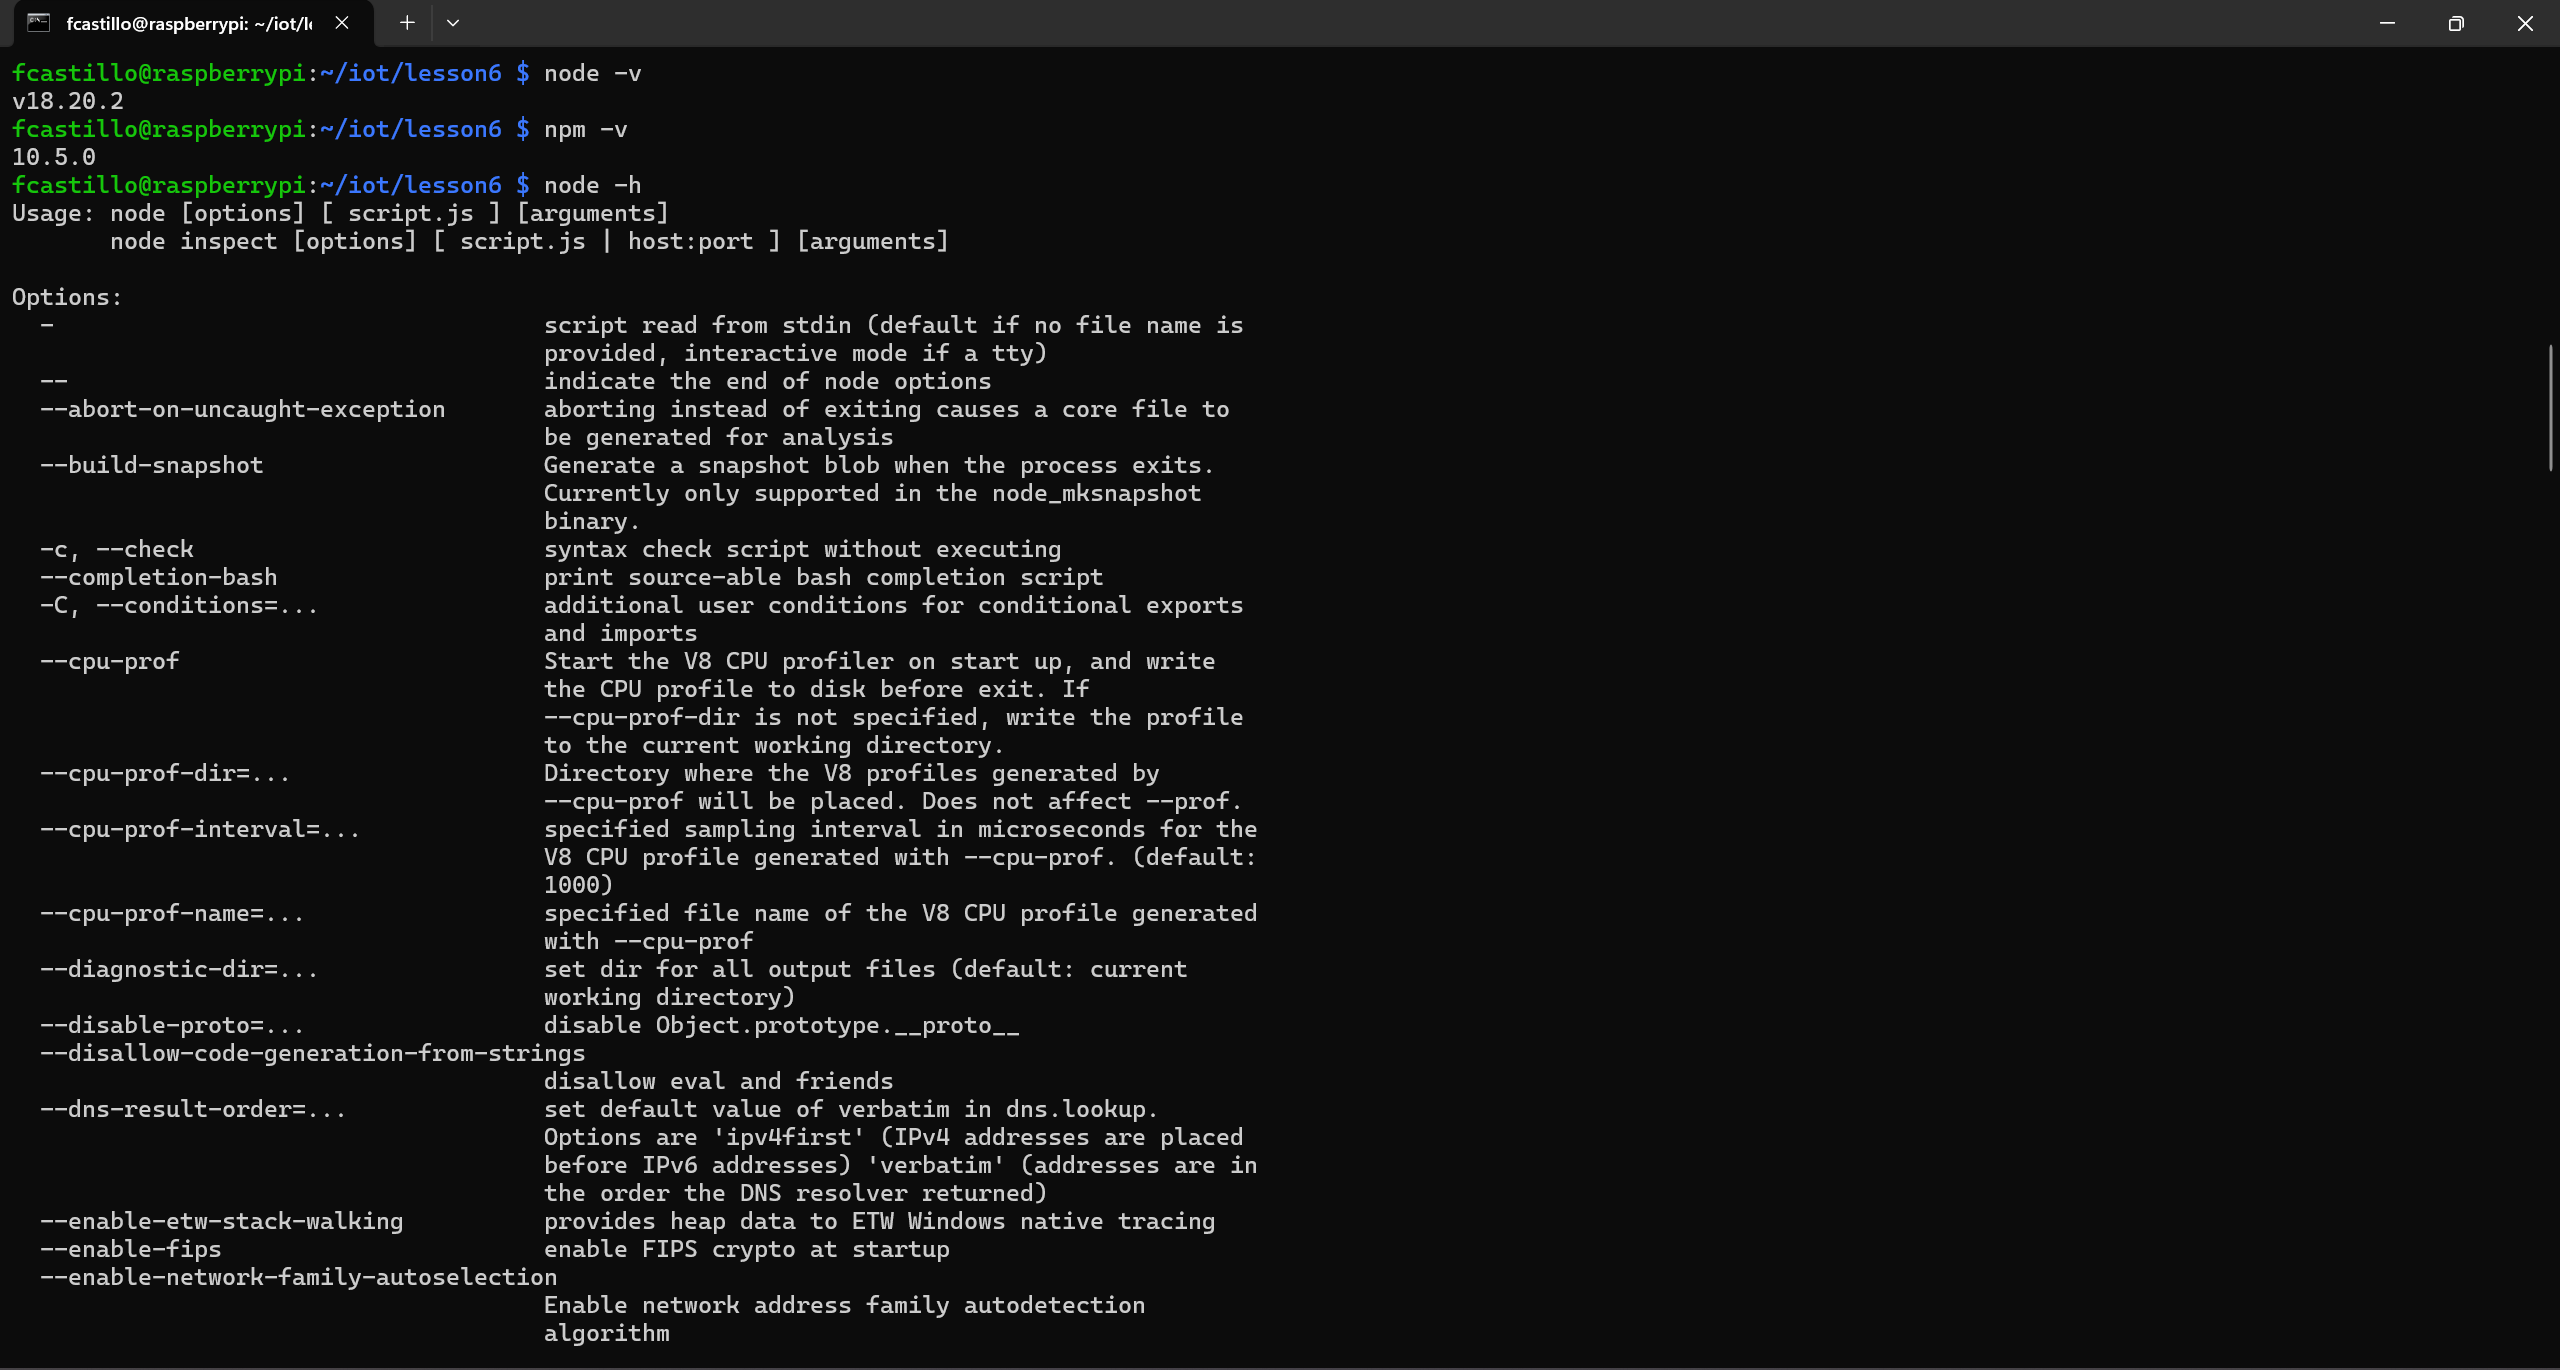 fcastillo@raspberrypi: ~/iot/le
fcastillo@raspberrypi:~/iot/lesson6 $ node -v
v18.20.2
fcastillo@raspberrypi:~/iot/lesson6 $ npm -v
10.5.0
fcastillo@raspberrypi:~/iot/lesson6 $ node -h
Usage: node [options] [ script.js ] [arguments]
       node inspect [options] [ script.js | host:port ] [arguments]

Options:
  -                                   script read from stdin (default if no file name is
                                      provided, interactive mode if a tty)
  --                                  indicate the end of node options
  --abort-on-uncaught-exception       aborting instead of exiting causes a core file to
                                      be generated for analysis
  --build-snapshot                    Generate a snapshot blob when the process exits.
                                      Currently only supported in the node_mksnapshot
                                      binary.
  -c, --check                         syntax check script without executing
  --completion-bash                   print source-able bash completion script
  -C, --conditions=...                additional user conditions for conditional exports
                                      and imports
  --cpu-prof                          Start the V8 CPU profiler on start up, and write
                                      the CPU profile to disk before exit. If
                                      --cpu-prof-dir is not specified, write the profile
                                      to the current working directory.
  --cpu-prof-dir=...                  Directory where the V8 profiles generated by
                                      --cpu-prof will be placed. Does not affect --prof.
  --cpu-prof-interval=...             specified sampling interval in microseconds for the
                                      V8 CPU profile generated with --cpu-prof. (default:
                                      1000)
  --cpu-prof-name=...                 specified file name of the V8 CPU profile generated
                                      with --cpu-prof
  --diagnostic-dir=...                set dir for all output files (default: current
                                      working directory)
  --disable-proto=...                 disable Object.prototype.__proto__
  --disallow-code-generation-from-strings
                                      disallow eval and friends
  --dns-result-order=...              set default value of verbatim in dns.lookup.
                                      Options are 'ipv4first' (IPv4 addresses are placed
                                      before IPv6 addresses) 'verbatim' (addresses are in
                                      the order the DNS resolver returned)
  --enable-etw-stack-walking          provides heap data to ETW Windows native tracing
  --enable-fips                       enable FIPS crypto at startup
  --enable-network-family-autoselection
                                      Enable network address family autodetection
                                      algorithm